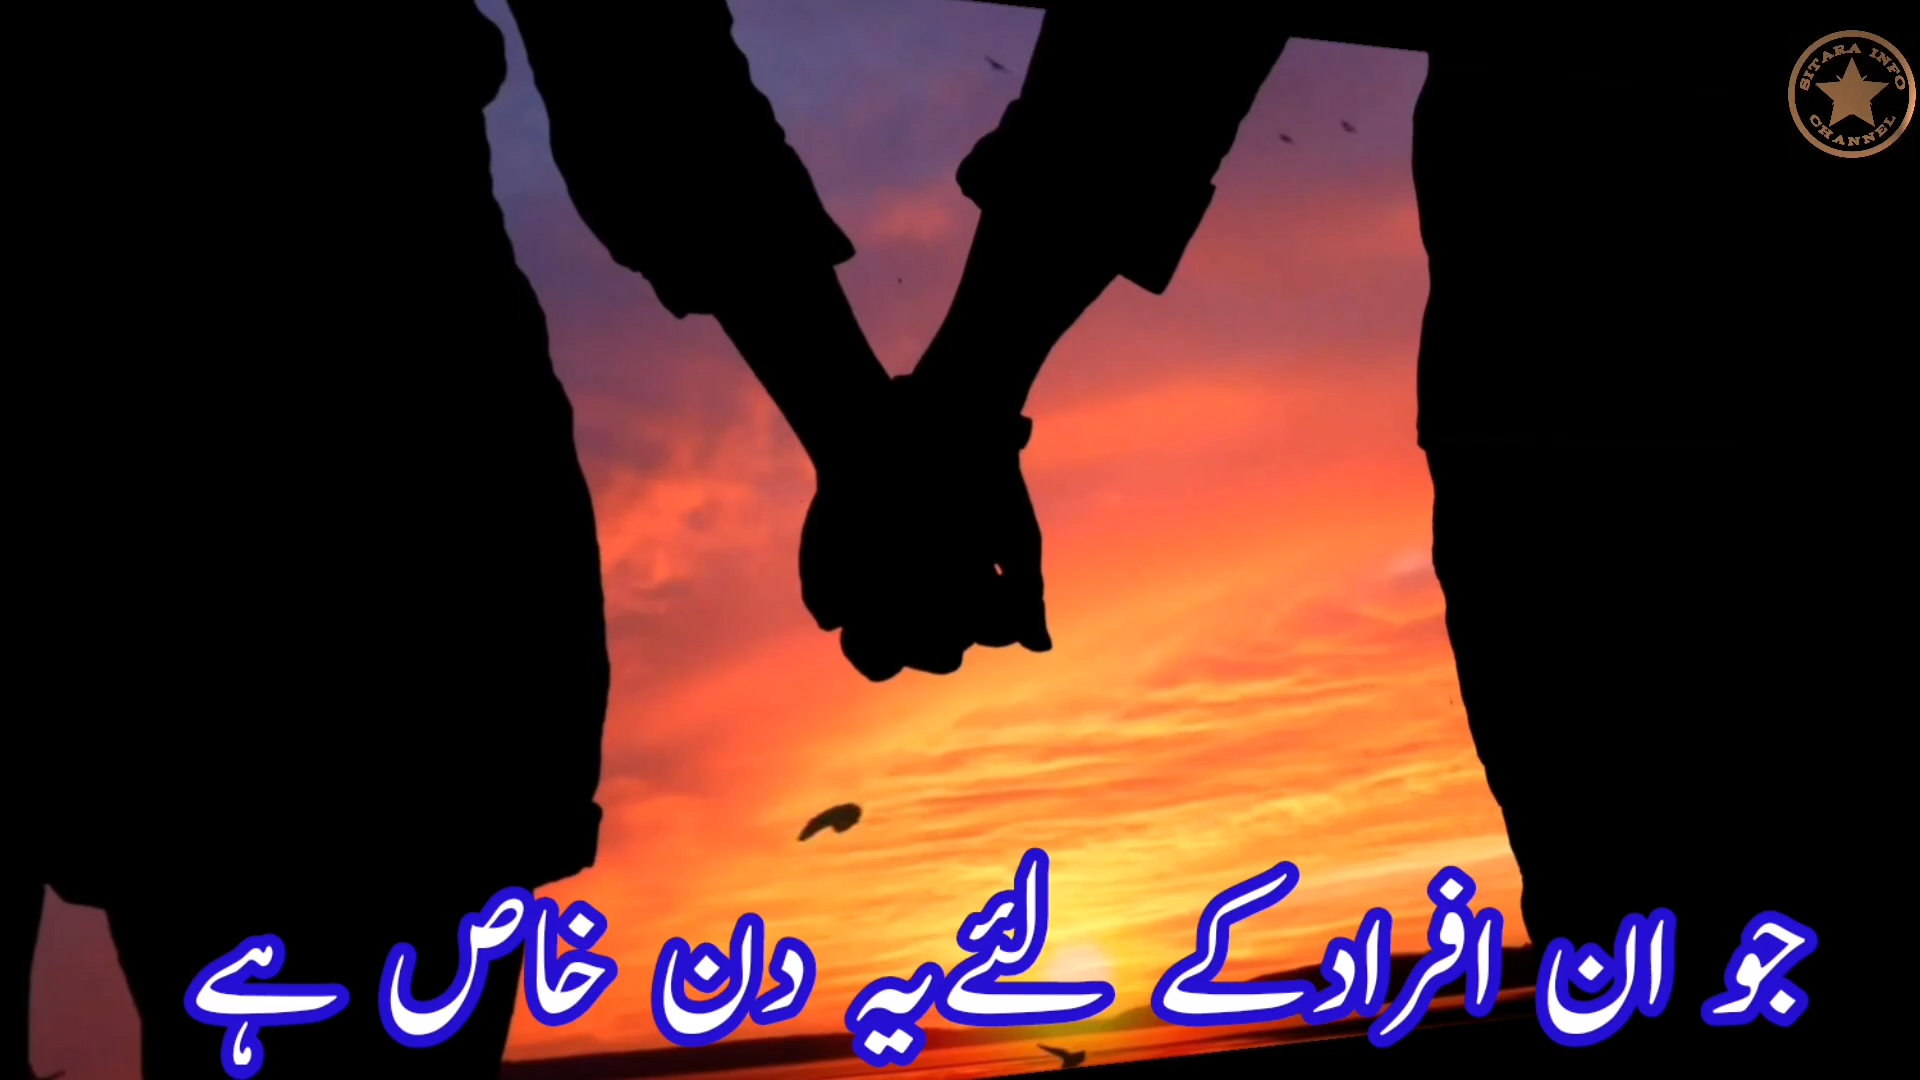 SITARA INFO
CHANNEL
جو ان افراد کے لئے یہ دن خاص ہے